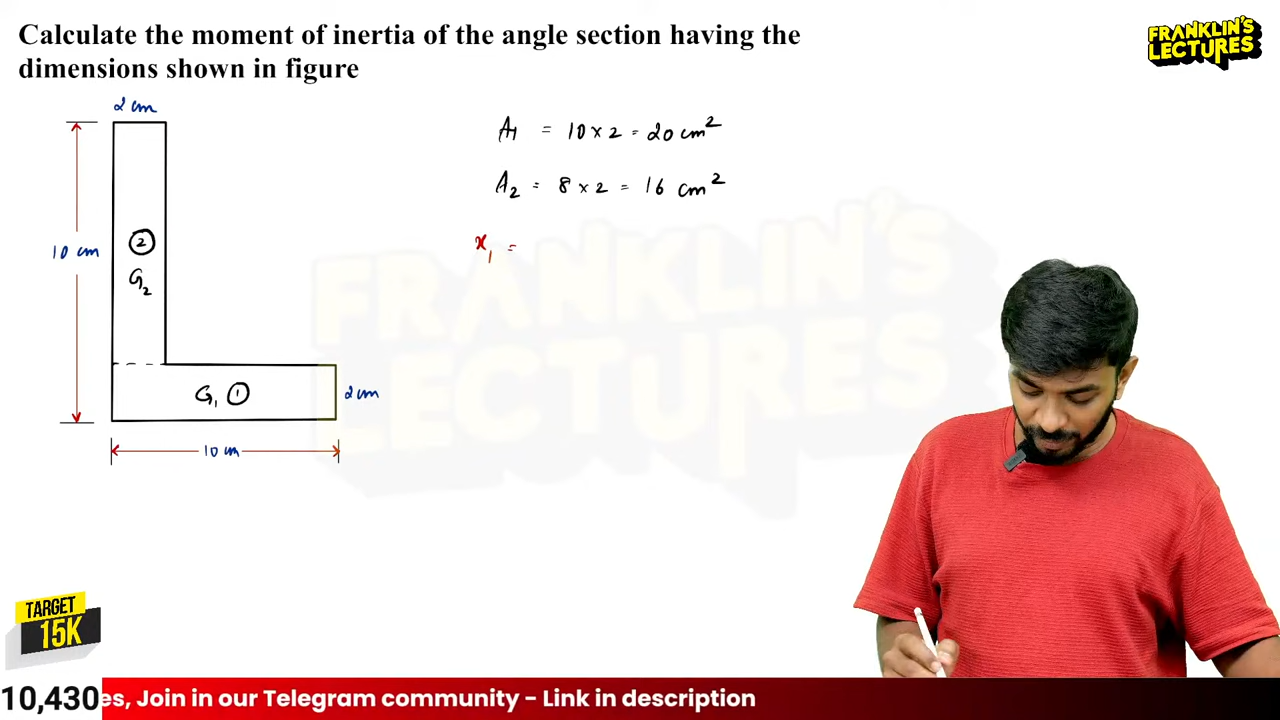 Calculate the moment of inertia of the angle section having the
dimensions shown in figure
FRANKLIN'S
LECTURES
2 cm
A1 = 10 × 2 = 20 cm²
A2 = 8 × 2 = 16 cm²
x1 =
10 cm
2
G2
G1 1
2 cm
10 cm
FRANKLIN'S
LECTURES
TARGET
15K
10,430
es, Join in our Telegram community - Link in description